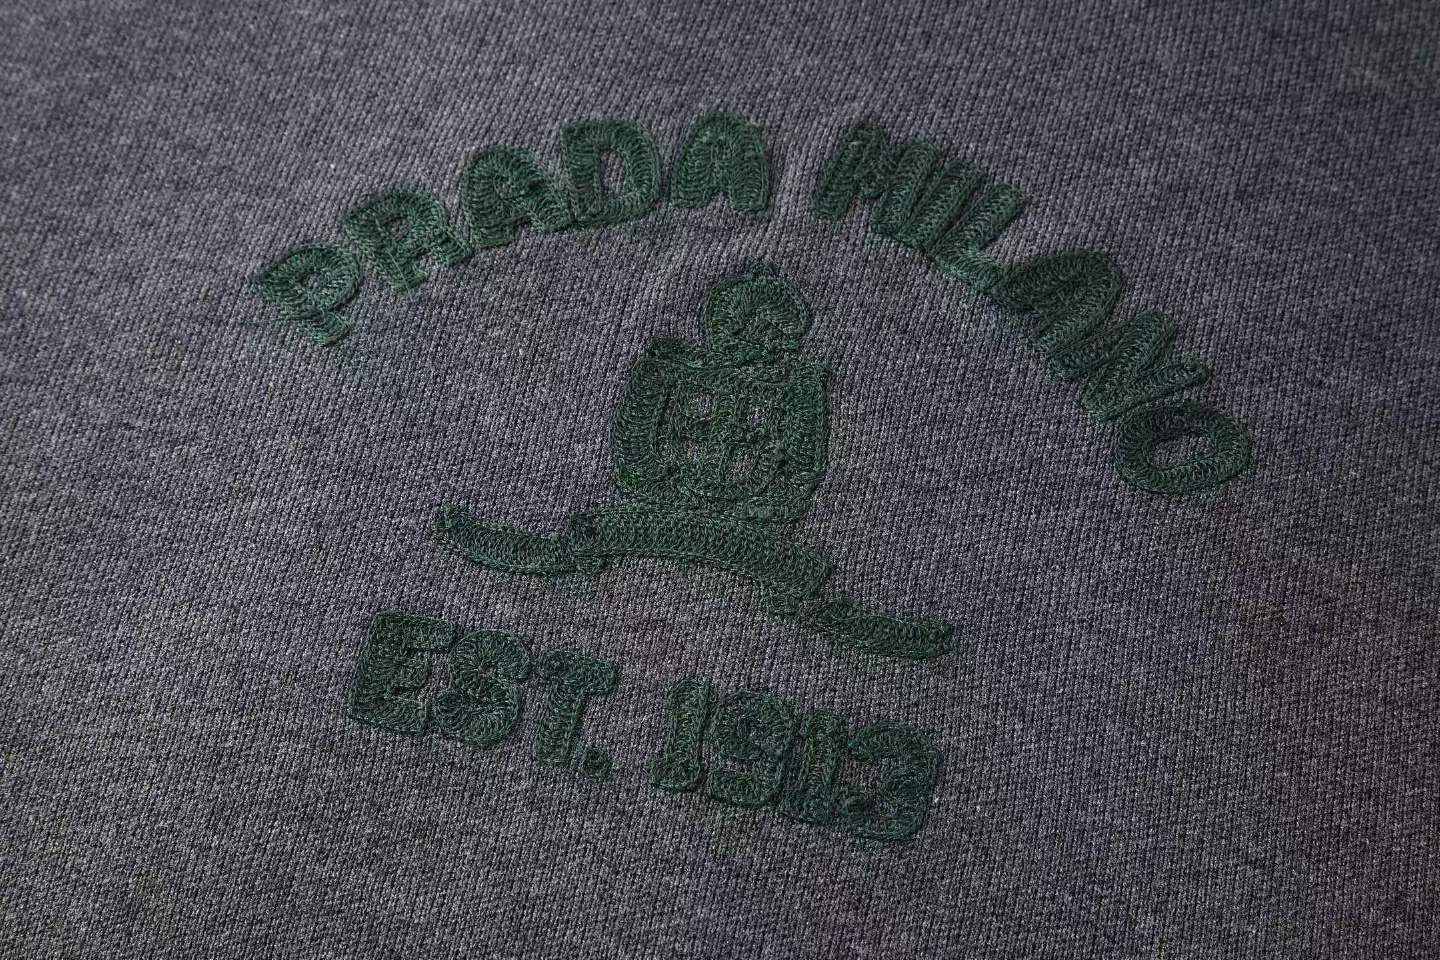 PRADA MILANO
EST. 1913